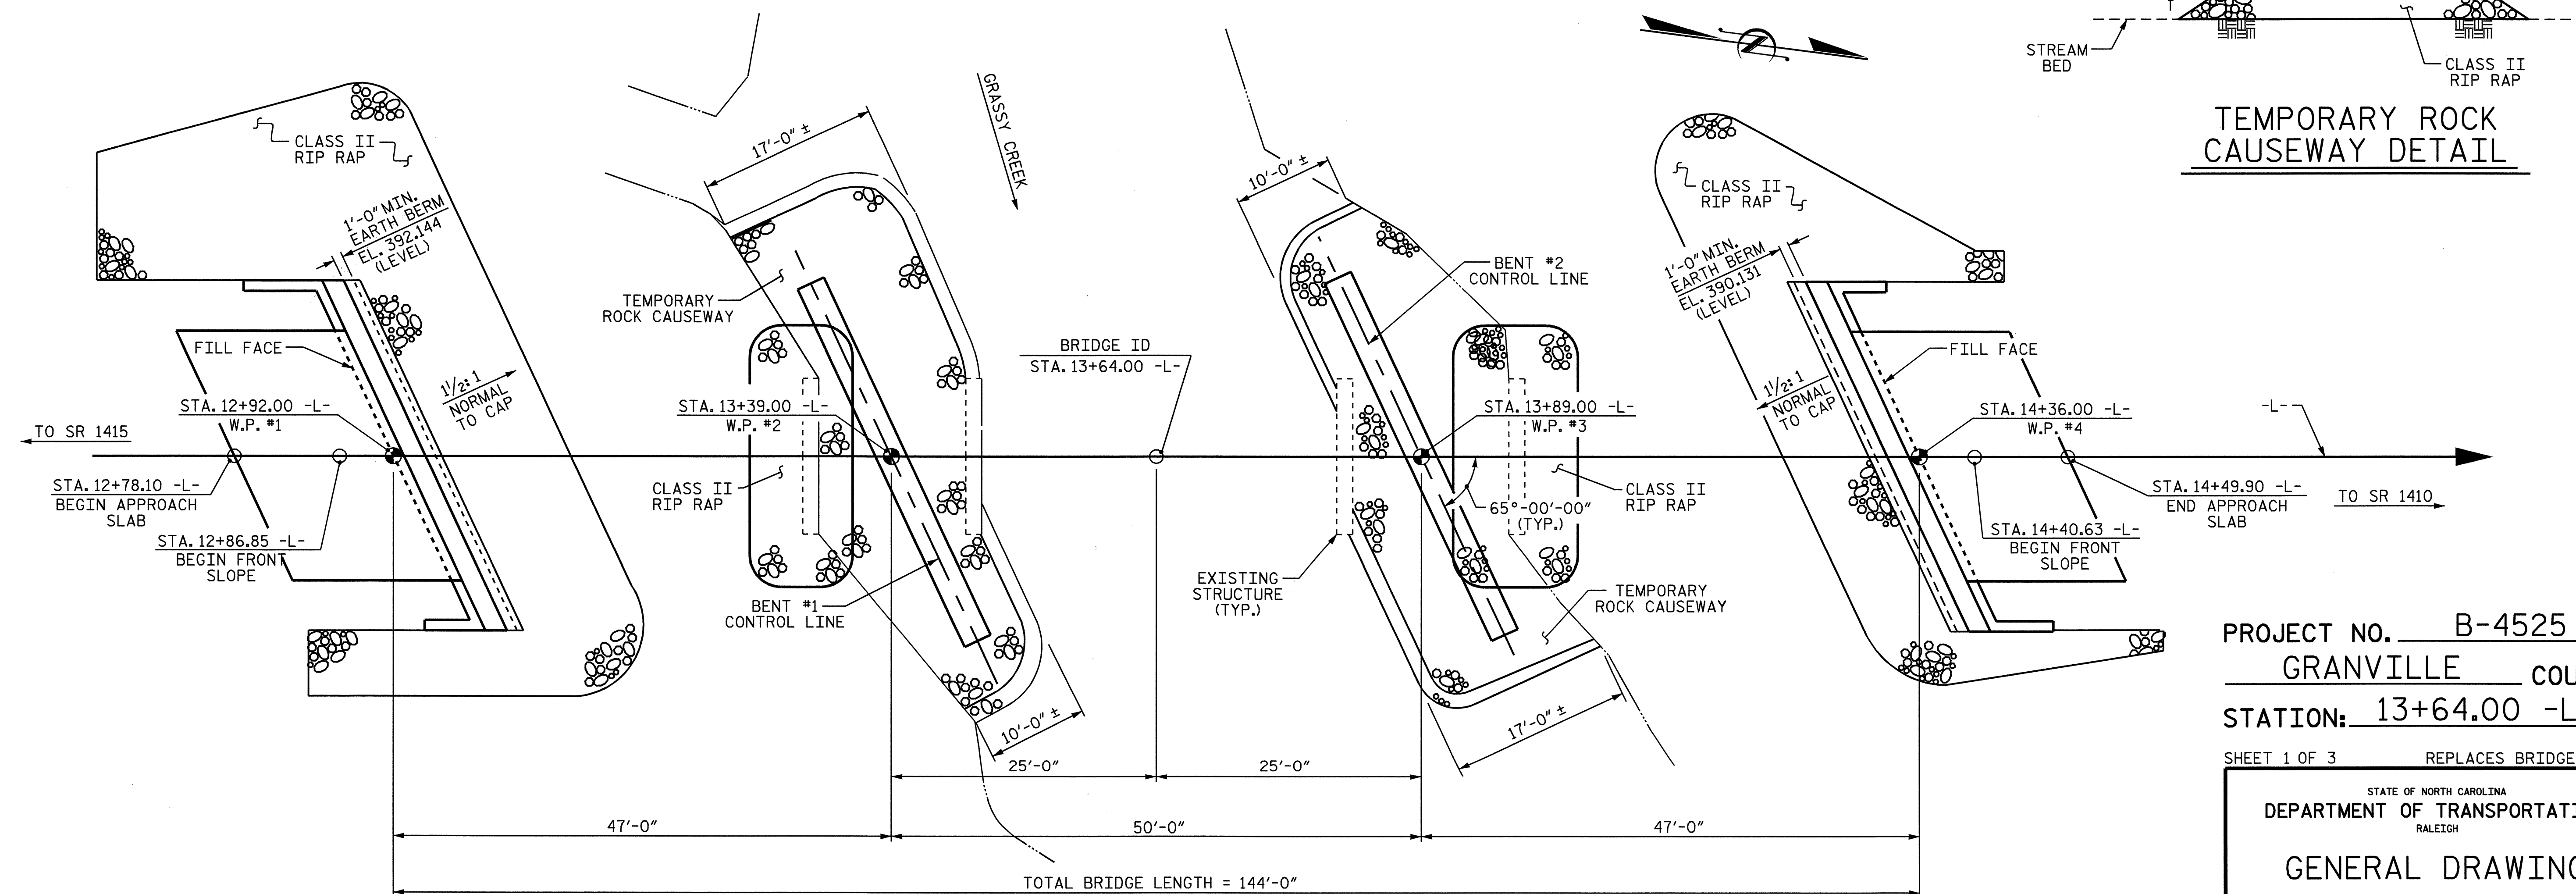 STREAM
BED
CLASS II
RIP RAP
TEMPORARY ROCK
CAUSEWAY DETAIL
CLASS II
RIP RAP
1'-0" MIN.
EARTH BERM
EL. 392.144
(LEVEL)
17'-0" ±
GRASSY CREEK
10'-0" ±
CLASS II
RIP RAP
1'-0" MIN.
EARTH BERM
EL. 390.131
(LEVEL)
BENT #2
CONTROL LINE
TEMPORARY
ROCK CAUSEWAY
FILL FACE
BRIDGE ID
STA. 13+64.00 -L-
FILL FACE
1½:1
NORMAL
TO CAP
1½:1
NORMAL
TO CAP
STA. 12+92.00 -L-
W.P. #1
STA. 13+39.00 -L-
W.P. #2
STA. 13+89.00 -L-
W.P. #3
STA. 14+36.00 -L-
W.P. #4
-L-
TO SR 1415
STA. 12+78.10 -L-
BEGIN APPROACH
SLAB
STA. 12+86.85 -L-
BEGIN FRONT
SLOPE
CLASS II
RIP RAP
65°-00'-00"
(TYP.)
CLASS II
RIP RAP
STA. 14+49.90 -L-
END APPROACH
SLAB
TO SR 1410
STA. 14+40.63 -L-
BEGIN FRONT
SLOPE
BENT #1
CONTROL LINE
EXISTING
STRUCTURE
(TYP.)
TEMPORARY
ROCK CAUSEWAY
10'-0" ±
17'-0" ±
25'-0"
25'-0"
47'-0"
50'-0"
47'-0"
TOTAL BRIDGE LENGTH = 144'-0"
PROJECT NO. B-4525
GRANVILLE COU
STATION: 13+64.00 -L
SHEET 1 OF 3 REPLACES BRIDGE
STATE OF NORTH CAROLINA
DEPARTMENT OF TRANSPORTATI
RALEIGH
GENERAL DRAWING